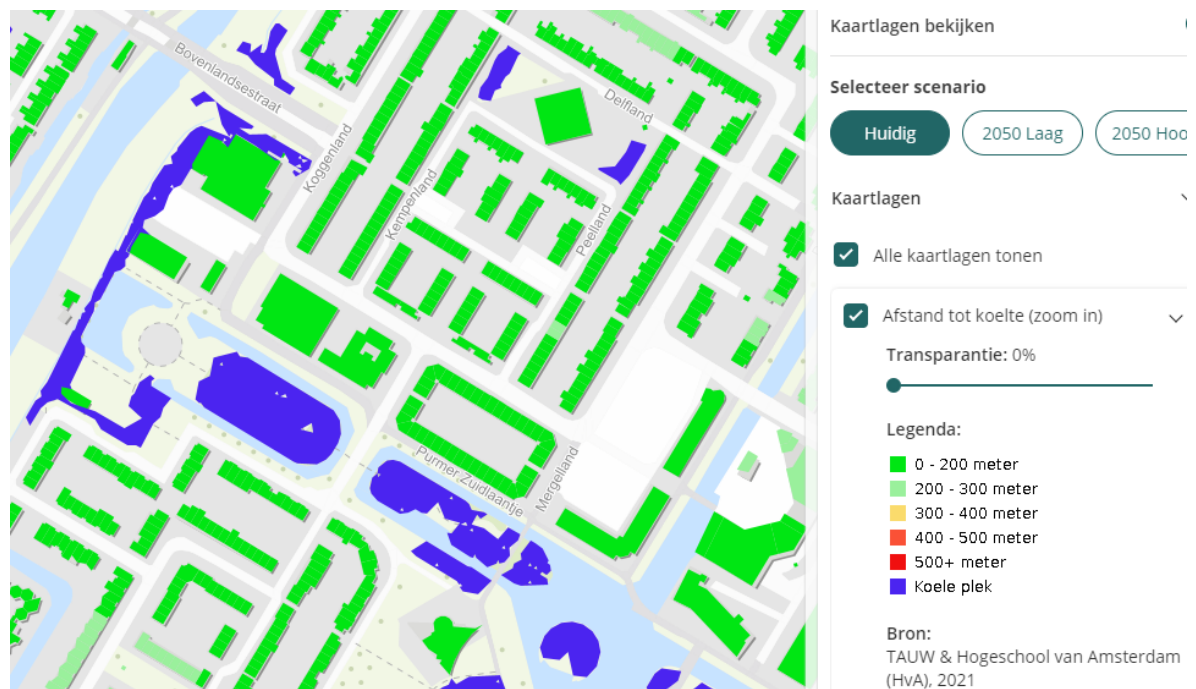 Kaartlagen bekijken
Selecteer scenario
Huidig
2050 Laag
2050 Hoo
Kaartlagen
Alle kaartlagen tonen
Afstand tot koelte (zoom in)
Transparantie: 0%
Legenda:
0 - 200 meter
200 - 300 meter
300 - 400 meter
400 - 500 meter
500+ meter
Koele plek
Bron:
TAUW & Hogeschool van Amsterdam
(HvA), 2021
Bovenlandsestraat
Koggenland
Kempenland
Delfland
Peelland
Purmer Zuidlaantje
Mergelland